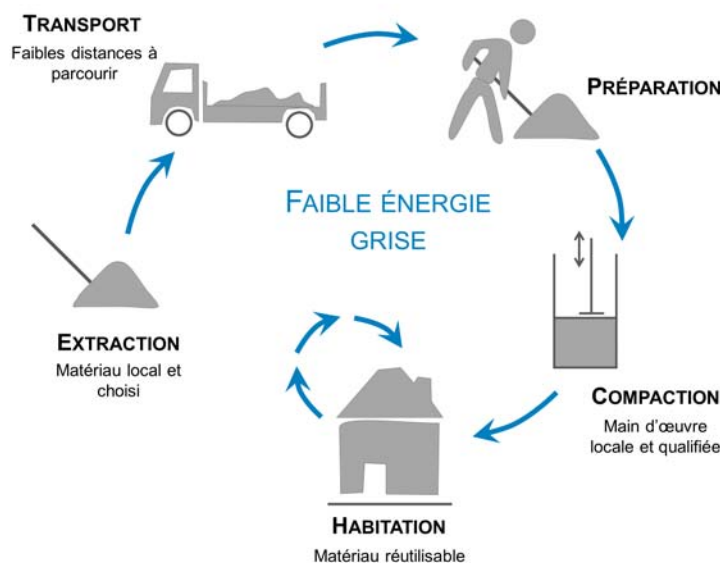 TRANSPORT
Faibles distances à
parcourir
PRÉPARATION
FAIBLE ÉNERGIE
GRISE
EXTRACTION
Matériau local et
choisi
COMPACTION
Main d'œuvre
locale et qualifiée
HABITATION
Matériau réutilisable